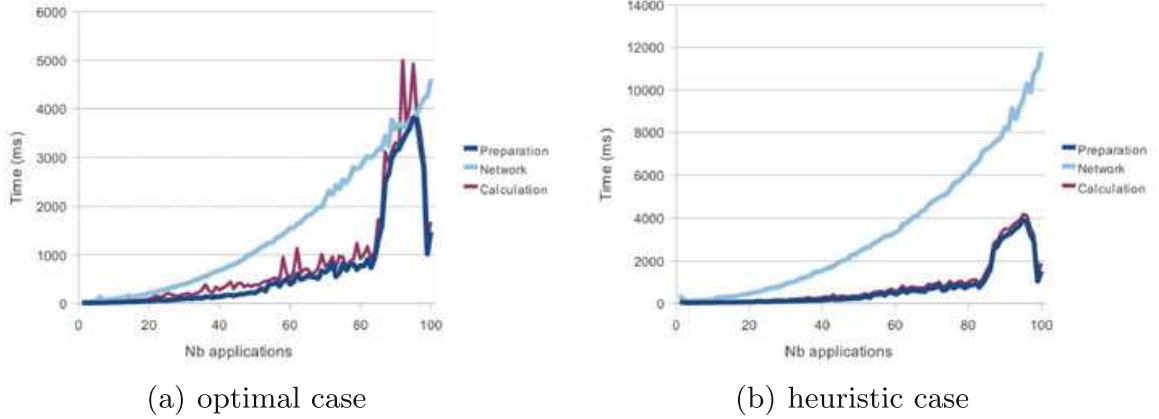 6000
5000
4000
3000
2000
1000
0
Time (ms)
0 20 40 60 80 100
Nb applications
Preparation
Network
Calculation
(a) optimal case
14000
12000
10000
8000
6000
4000
2000
0
Time (ms)
0 20 40 60 80 100
Nb applications
Preparation
Network
Calculation
(b) heuristic case